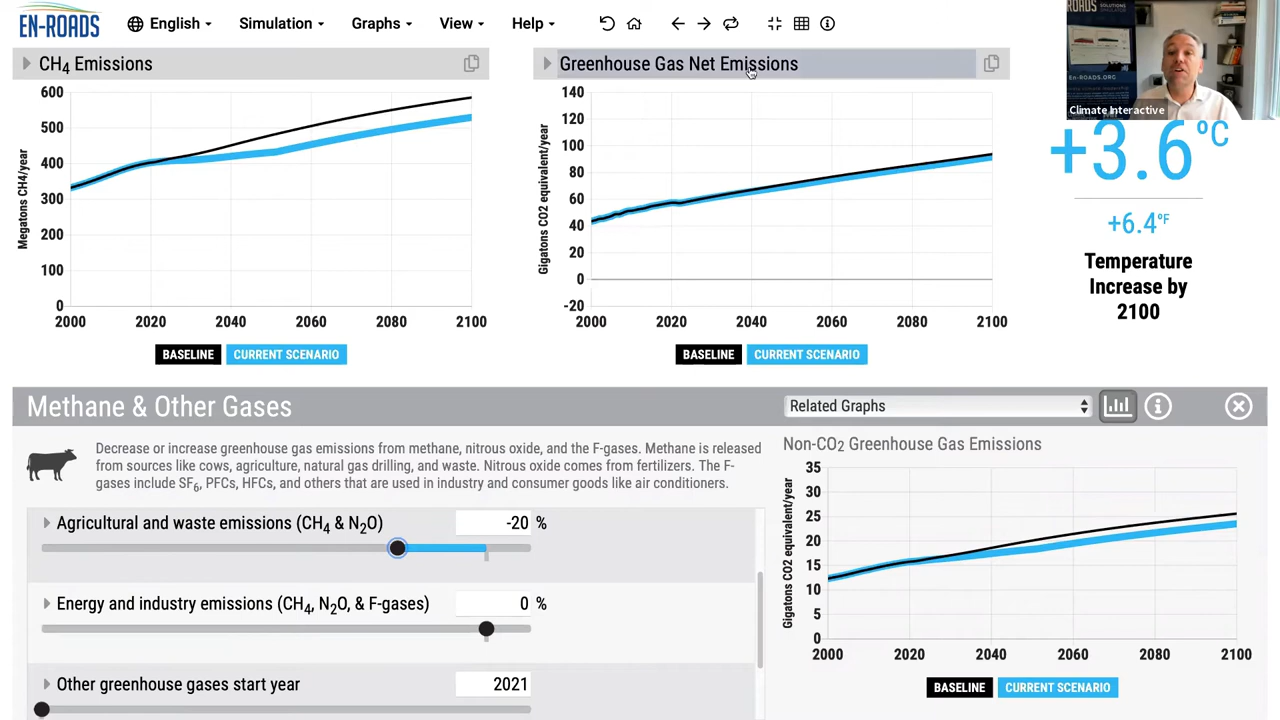 EN-ROADS
English
Simulation
Graphs
View
Help
EN-ROADS.ORG
Climate Interactive
CH4 Emissions
Greenhouse Gas Net Emissions
600
500
400
300
200
100
0
Megatons CH4/year
2000 2020 2040 2060 2080 2100
BASELINE CURRENT SCENARIO
140
120
100
80
60
40
20
0
-20
Gigatons CO2 equivalent/year
2000 2020 2040 2060 2080 2100
BASELINE CURRENT SCENARIO
+3.6°C
+6.4°F
Temperature
Increase by
2100
Methane & Other Gases
Related Graphs
Decrease or increase greenhouse gas emissions from methane, nitrous oxide, and the F-gases. Methane is released
from sources like cows, agriculture, natural gas drilling, and waste. Nitrous oxide comes from fertilizers. The F-
gases include SF6, PFCs, HFCs, and others that are used in industry and consumer goods like air conditioners.
Agricultural and waste emissions (CH4 & N2O) -20 %
Energy and industry emissions (CH4, N2O, & F-gases) 0 %
Other greenhouse gases start year 2021
Non-CO2 Greenhouse Gas Emissions
35
30
25
20
15
10
5
0
Gigatons CO2 equivalent/year
2000 2020 2040 2060 2080 2100
BASELINE CURRENT SCENARIO